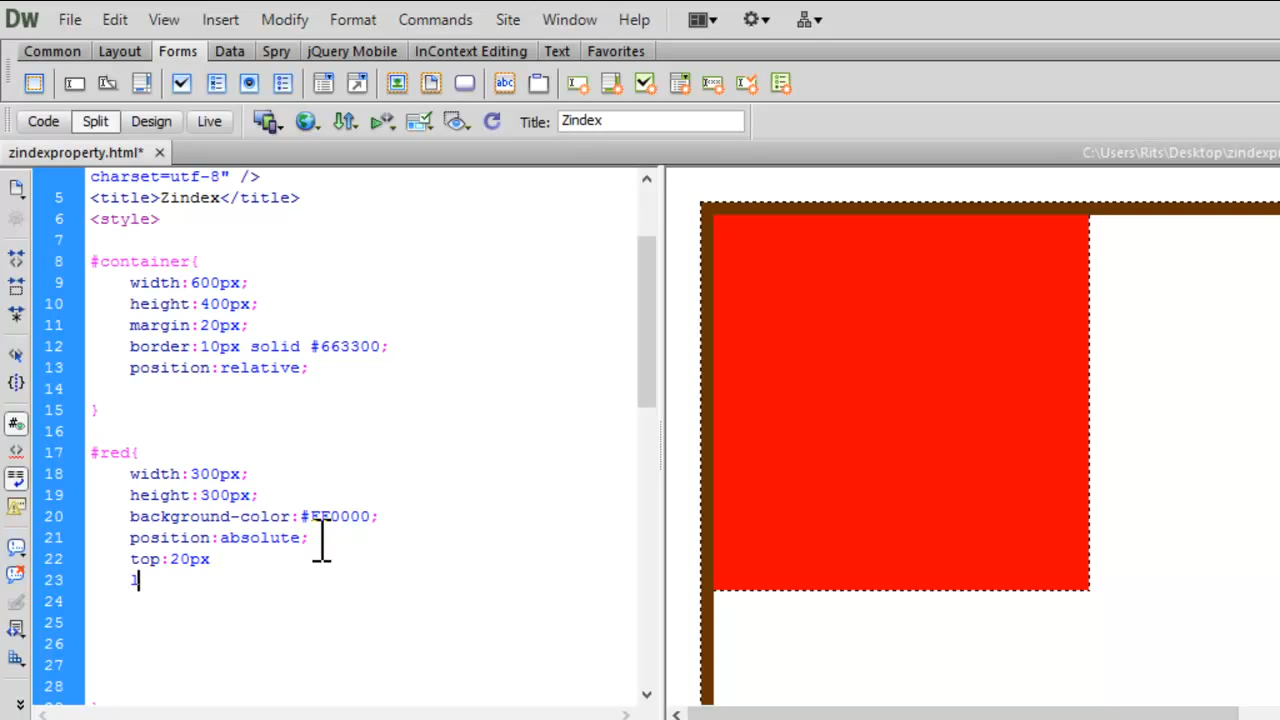 Dw File Edit View Insert Modify Format Commands Site Window Help
Common Layout Forms Data Spry jQuery Mobile InContext Editing Text Favorites
abc
Code Split Design Live Title: Zindex
zindexproperty.html* C:\Users\Rits\Desktop\zindexpr
charset=utf-8" />
5 <title>Zindex</title>
6 <style>
7
8 #container{
9 width:600px;
10 height:400px;
11 margin:20px;
12 border:10px solid #663300;
13 position:relative;
14
15 }
16
17 #red{
18 width:300px;
19 height:300px;
20 background-color:#FF0000;
21 position:absolute;
22 top:20px
23 l
24
25
26
27
28